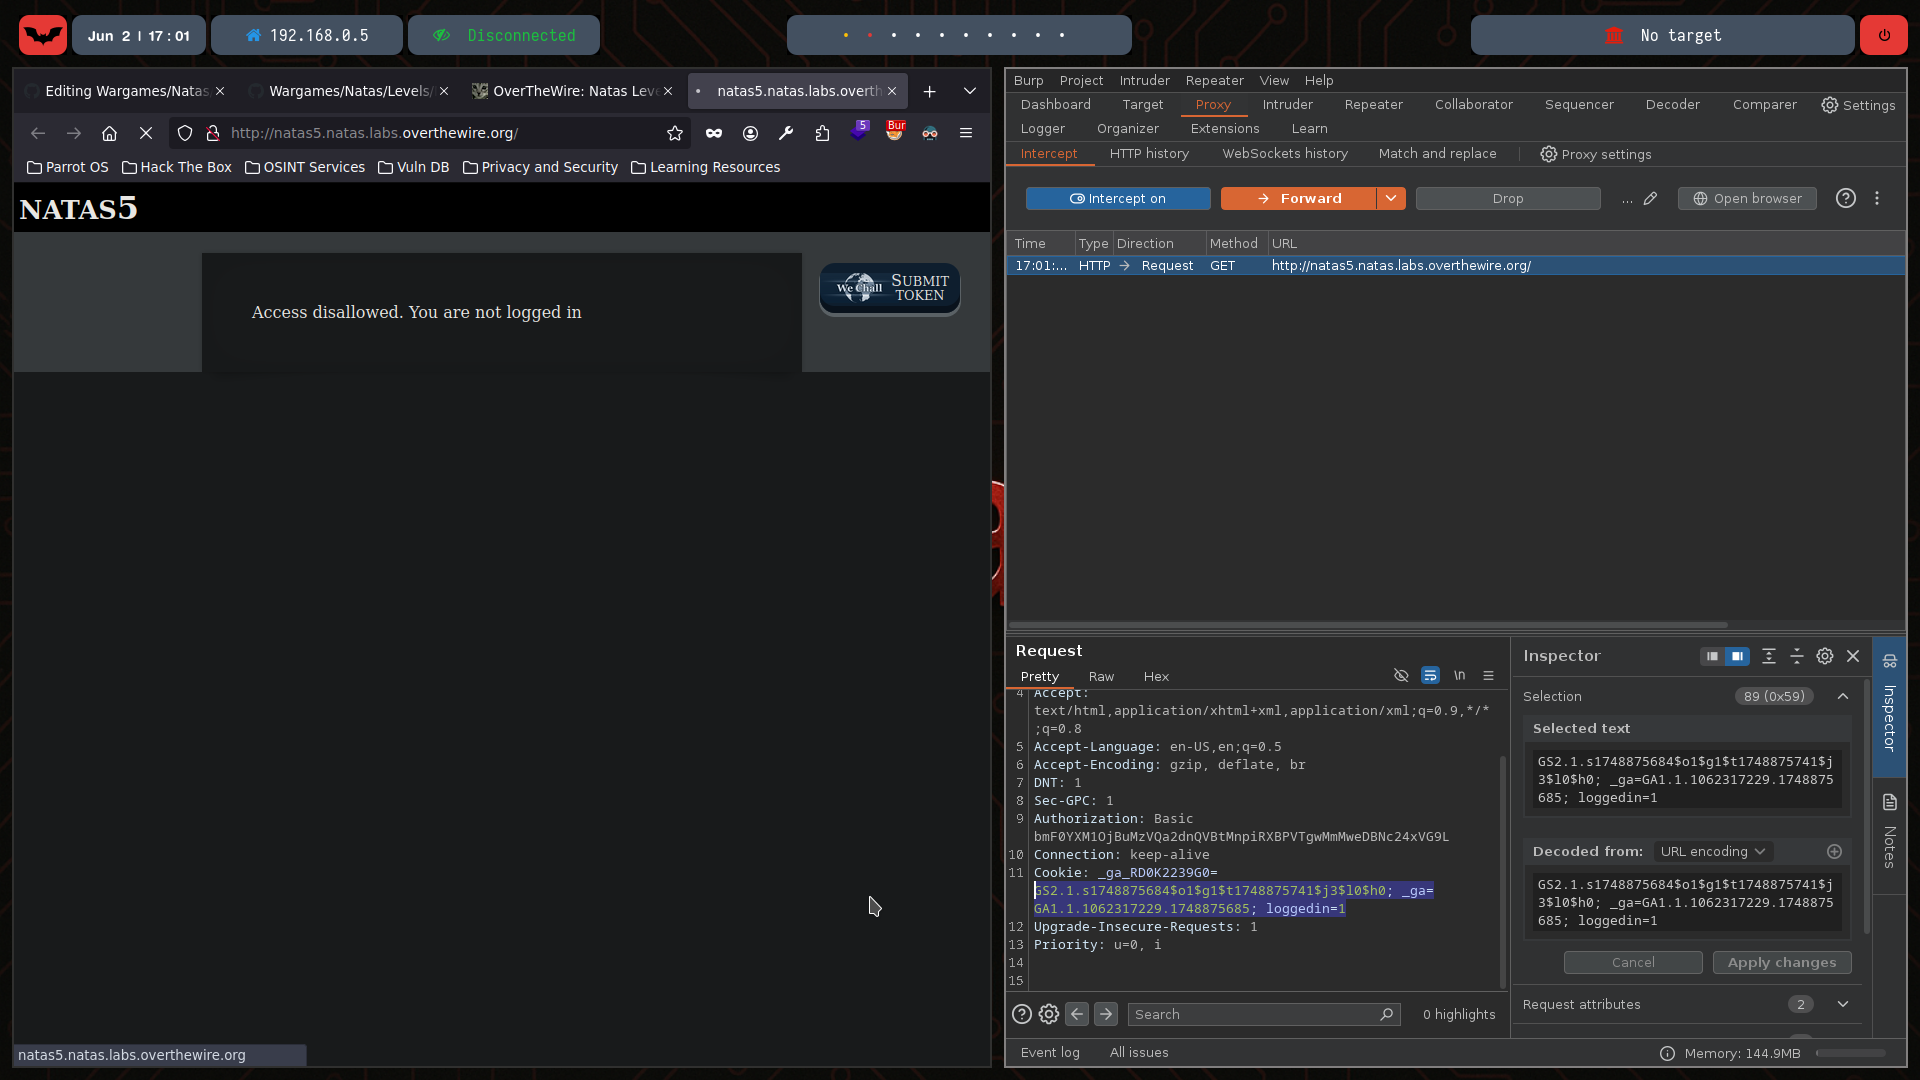 Jun 2 | 17:01
192.168.0.5
Disconnected
No target
Editing Wargames/Natas
Wargames/Natas/Levels/
OverTheWire: Natas Lev
natas5.natas.labs.overth
http://natas5.natas.labs.overthewire.org/
5
Bur
Parrot OS
Hack The Box
OSINT Services
Vuln DB
Privacy and Security
Learning Resources
NATAS5
Access disallowed. You are not logged in
We Chall
SUBMIT
TOKEN
natas5.natas.labs.overthewire.org
Burp Project Intruder Repeater View Help
Dashboard Target Proxy Intruder Repeater Collaborator Sequencer Decoder Comparer Settings
Logger Organizer Extensions Learn
Intercept HTTP history WebSockets history Match and replace Proxy settings
Intercept on
Forward
Drop
...
Open browser
Time Type Direction Method URL
17:01:... HTTP → Request GET http://natas5.natas.labs.overthewire.org/
Request
Pretty Raw Hex
\n
4 Accept:
text/html,application/xhtml+xml,application/xml;q=0.9,*/*
;q=0.8
5 Accept-Language: en-US,en;q=0.5
6 Accept-Encoding: gzip, deflate, br
7 DNT: 1
8 Sec-GPC: 1
9 Authorization: Basic
bmF0YXM1OjBuMzVQa2dnQVBtMnpiRXBPVTgwMmMweDBNc24xVG9L
10 Connection: keep-alive
11 Cookie: _ga_RD0K2239G0=
GS2.1.s1748875684$o1$g1$t1748875741$j3$l0$h0; _ga=
GA1.1.1062317229.1748875685; loggedin=1
12 Upgrade-Insecure-Requests: 1
13 Priority: u=0, i
14
15
Search
0 highlights
Inspector
Selection
89 (0x59)
Selected text
GS2.1.s1748875684$o1$g1$t1748875741$j
3$l0$h0; _ga=GA1.1.1062317229.1748875
685; loggedin=1
Decoded from: URL encoding
GS2.1.s1748875684$o1$g1$t1748875741$j
3$l0$h0; _ga=GA1.1.1062317229.1748875
685; loggedin=1
Cancel
Apply changes
Request attributes
2
Inspector
Notes
Event log
All issues
Memory: 144.9MB